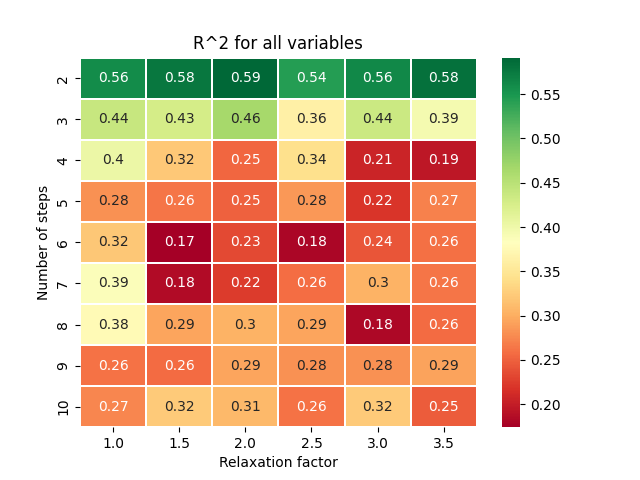 R^2 for all variables
Number of steps
2 0.56 0.58 0.59 0.54 0.56 0.58
3 0.44 0.43 0.46 0.36 0.44 0.39
4 0.4 0.32 0.25 0.34 0.21 0.19
5 0.28 0.26 0.25 0.28 0.22 0.27
6 0.32 0.17 0.23 0.18 0.24 0.26
7 0.39 0.18 0.22 0.26 0.3 0.26
8 0.38 0.29 0.3 0.29 0.18 0.26
9 0.26 0.26 0.29 0.28 0.28 0.29
10 0.27 0.32 0.31 0.26 0.32 0.25
1.0 1.5 2.0 2.5 3.0 3.5
Relaxation factor
0.55
0.50
0.45
0.40
0.35
0.30
0.25
0.20